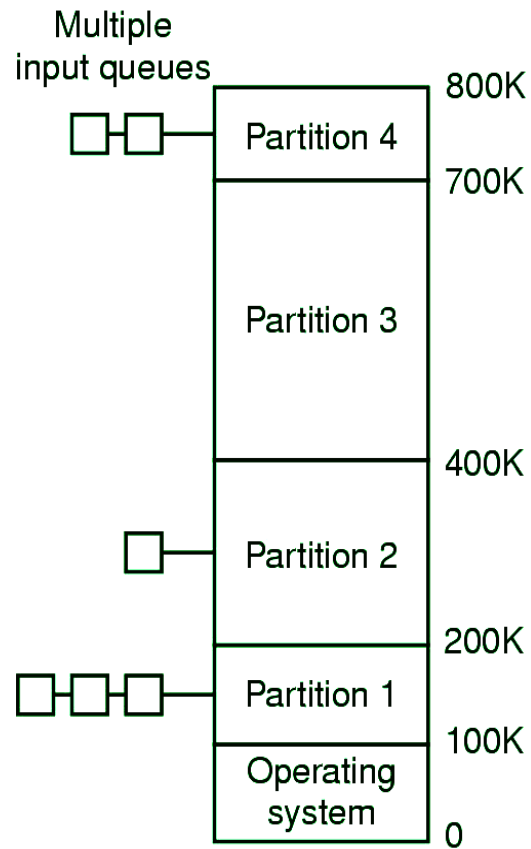 Multiple
input queues
800K
Partition 4
700K
Partition 3
400K
Partition 2
200K
Partition 1
100K
Operating
system
0